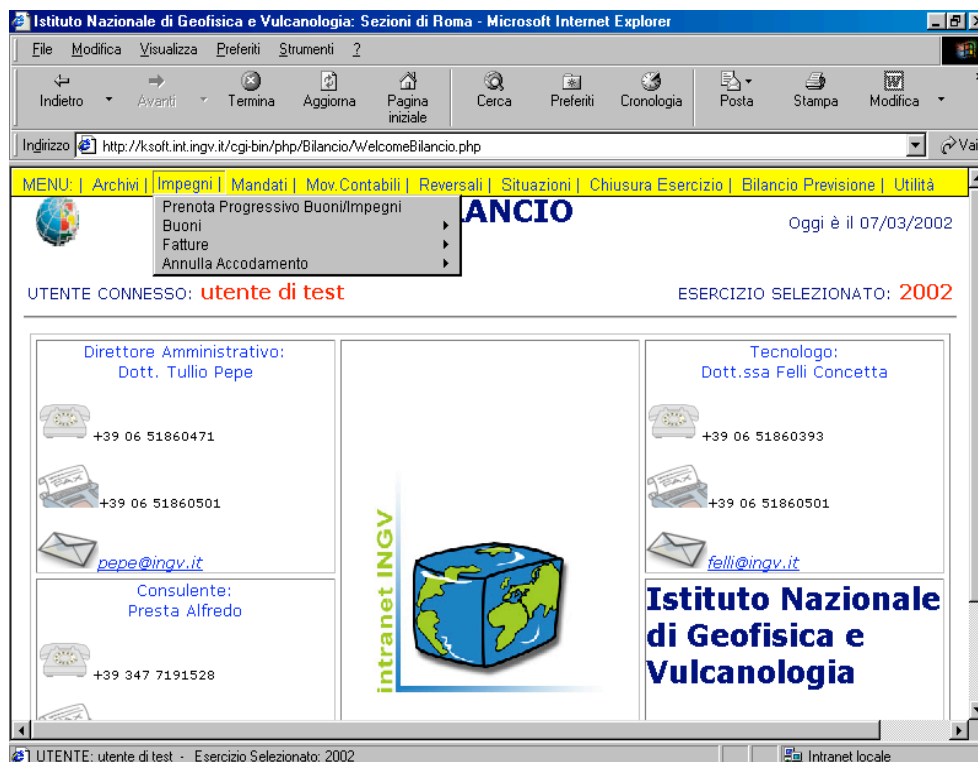 Istituto Nazionale di Geofisica e Vulcanologia: Sezioni di Roma - Microsoft Internet Explorer
File Modifica Visualizza Preferiti Strumenti ?
Indietro Avanti Termina Aggiorna Pagina iniziale Cerca Preferiti Cronologia Posta Stampa Modifica
Indirizzo http://ksoft.int.ingv.it/cgi-bin/php/Bilancio/WelcomeBilancio.php Vai
MENU: | Archivi | Impegni | Mandati | Mov.Contabili | Reversali | Situazioni | Chiusura Esercizio | Bilancio Previsione | Utilità
Prenota Progressivo Buoni/Impegni
Buoni
Fatture
Annulla Accodamento
ANCIO
Oggi è il 07/03/2002
UTENTE CONNESSO: utente di test
ESERCIZIO SELEZIONATO: 2002
Direttore Amministrativo:
Dott. Tullio Pepe
+39 06 51860471
FAX
+39 06 51860501
pepe@ingv.it
Consulente:
Presta Alfredo
+39 347 7191528
intranet INGV
Tecnologo:
Dott.ssa Felli Concetta
+39 06 51860393
FAX
+39 06 51860501
felli@ingv.it
Istituto Nazionale
di Geofisica e
Vulcanologia
UTENTE: utente di test - Esercizio Selezionato: 2002
Intranet locale